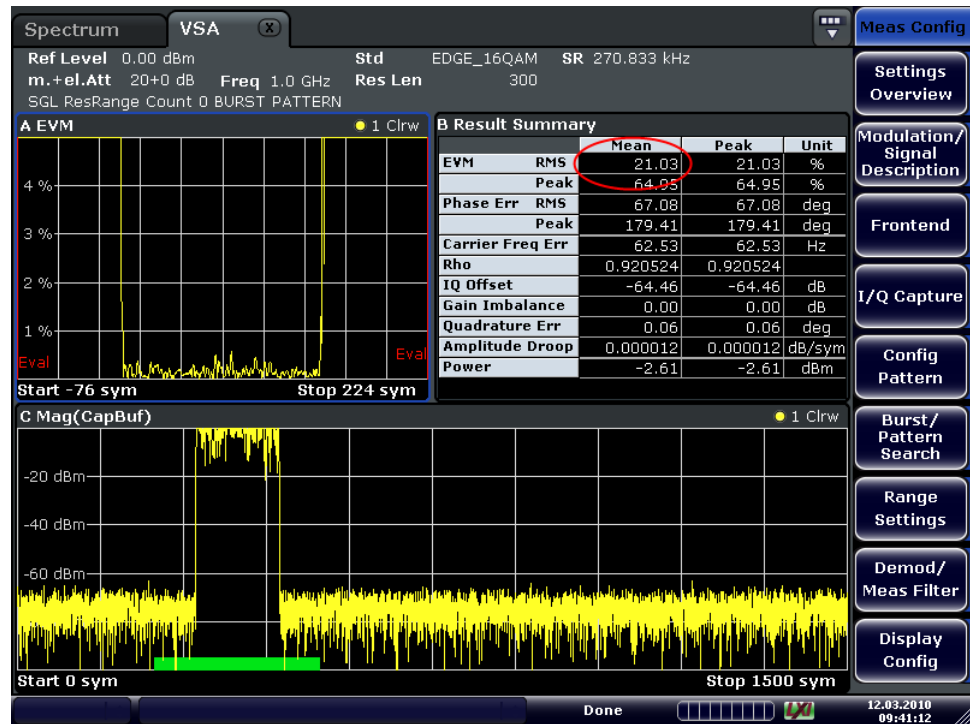 Spectrum VSA X
Meas Config
Ref Level 0.00 dBm Std EDGE_16QAM SR 270.833 kHz
m.+el.Att 20+0 dB Freq 1.0 GHz Res Len 300
SGL ResRange Count 0 BURST PATTERN
A EVM 1 Clrw
4 %
3 %
2 %
1 %
Eval Eval
Start -76 sym Stop 224 sym
B Result Summary
Mean Peak Unit
EVM RMS 21.03 21.03 %
Peak 64.95 64.95 %
Phase Err RMS 67.08 67.08 deg
Peak 179.41 179.41 deg
Carrier Freq Err 62.53 62.53 Hz
Rho 0.920524 0.920524
IQ Offset -64.46 -64.46 dB
Gain Imbalance 0.00 0.00 dB
Quadrature Err 0.06 0.06 deg
Amplitude Droop 0.000012 0.000012 dB/sym
Power -2.61 -2.61 dBm
C Mag(CapBuf) 1 Clrw
-20 dBm
-40 dBm
-60 dBm
Start 0 sym Stop 1500 sym
Settings
Overview
Modulation/
Signal
Description
Frontend
I/Q Capture
Config
Pattern
Burst/
Pattern
Search
Range
Settings
Demod/
Meas Filter
Display
Config
Done LXI 12.03.2010
09:41:12